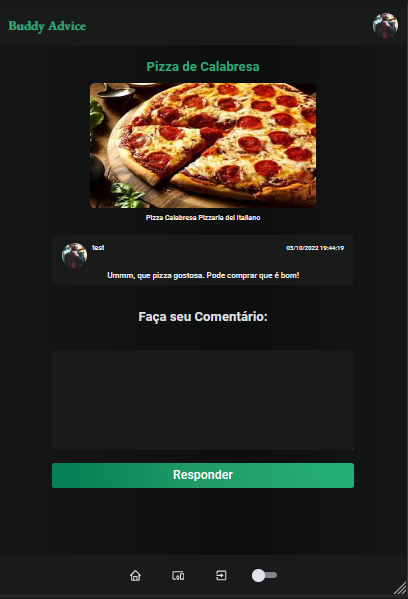 Buddy Advice
Pizza de Calabresa
Pizza Calabresa Pizzaria del Italiano
test
03/10/2022 19:44:19
Ummm, que pizza gostosa. Pode comprar que é bom!
Faça seu Comentário:
Responder